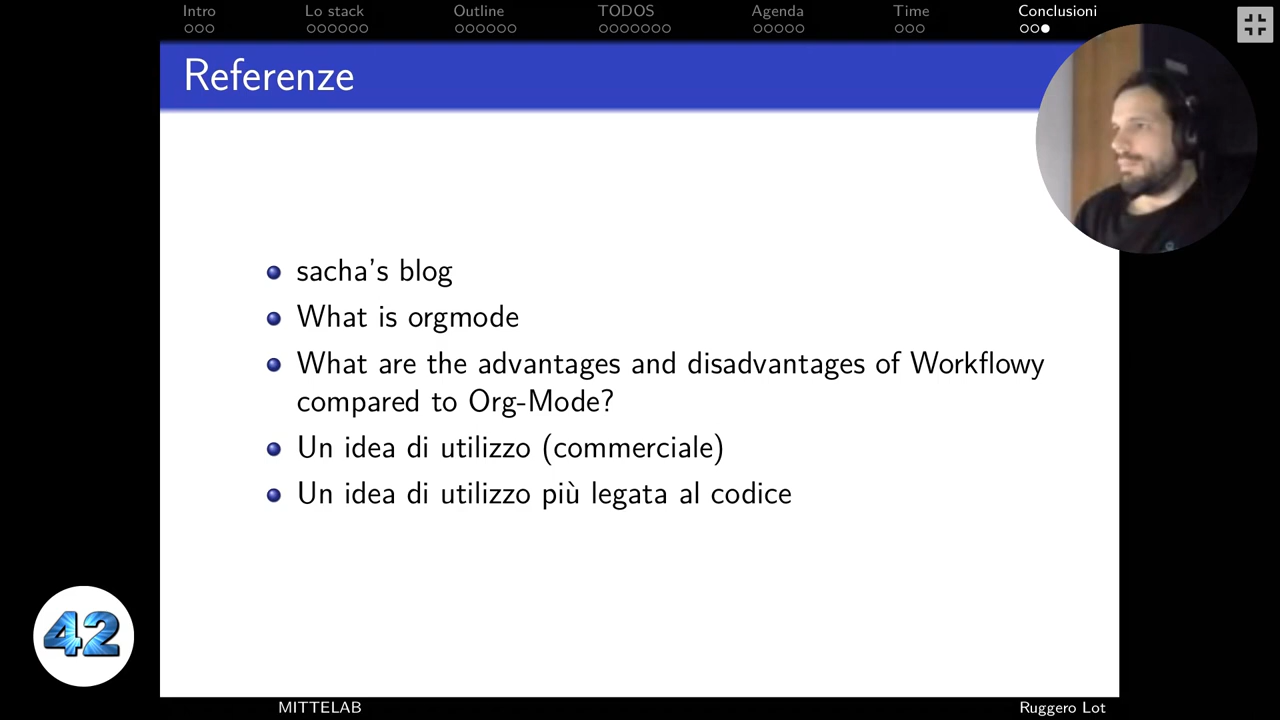 Intro Lo stack Outline TODOS Agenda Time Conclusioni
Referenze
sacha's blog
What is orgmode
What are the advantages and disadvantages of Workflowy
compared to Org-Mode?
Un idea di utilizzo (commerciale)
Un idea di utilizzo più legata al codice
42
MITTELAB Ruggero Lot